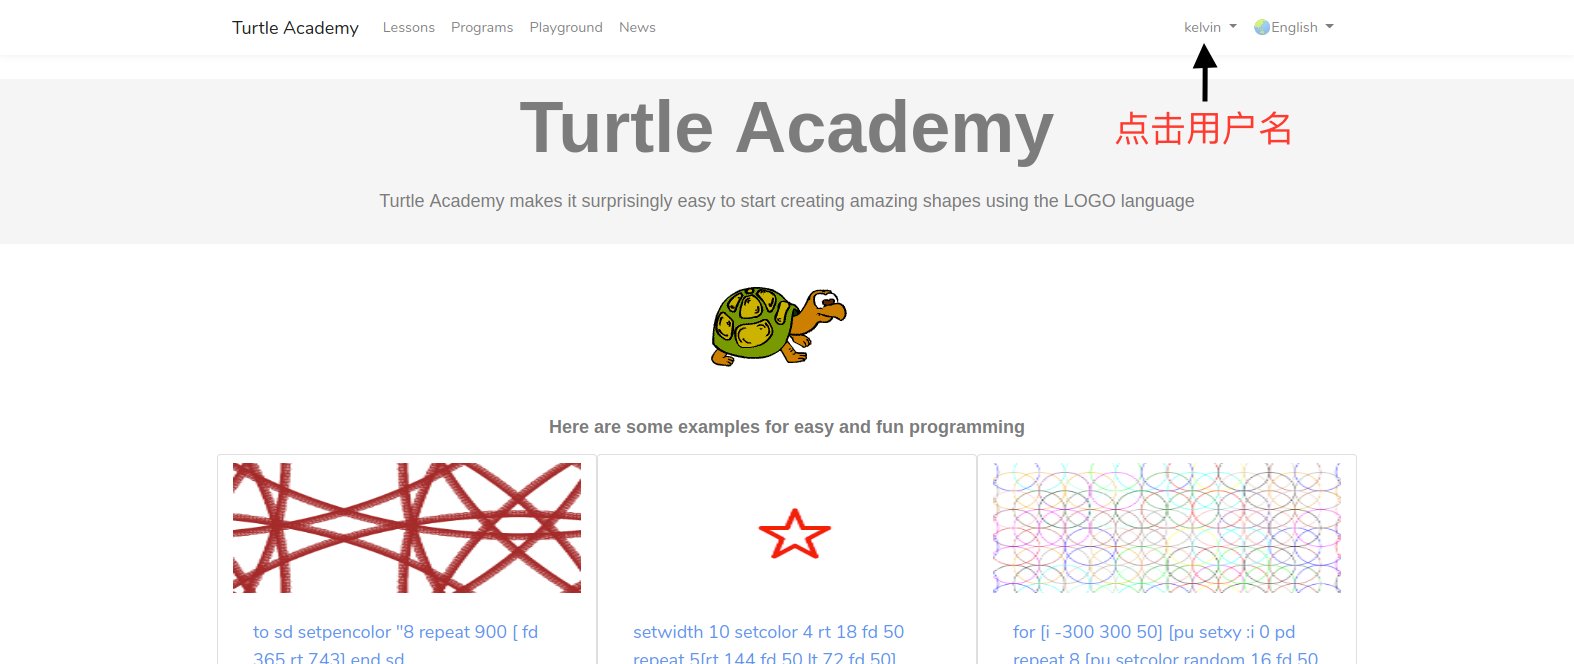 Turtle Academy Lessons Programs Playground News kelvin English
点击用户名
Turtle Academy
Turtle Academy makes it surprisingly easy to start creating amazing shapes using the LOGO language
Here are some examples for easy and fun programming
to sd setpencolor "8 repeat 900 [ fd
365 rt 743] end sd
setwidth 10 setcolor 4 rt 18 fd 50
repeat 5[rt 144 fd 50 lt 72 fd 50]
for [i -300 300 50] [pu setxy :i 0 pd
repeat 8 [pu setcolor random 16 fd 50